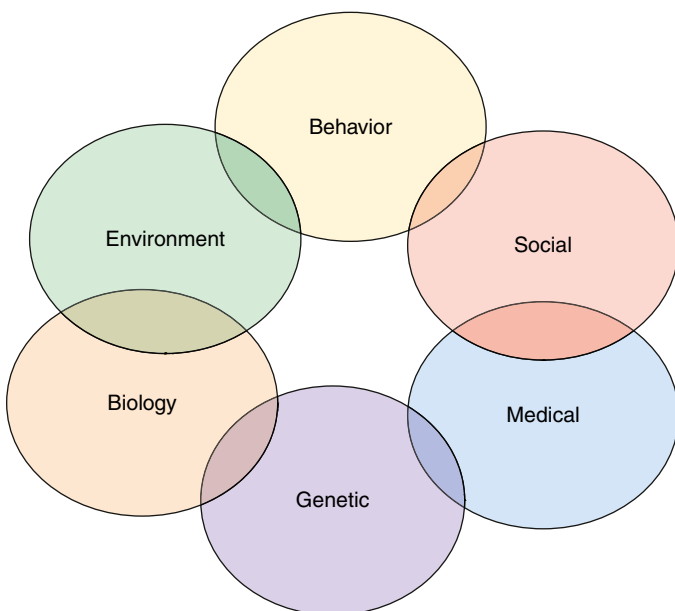 Behavior
Environment
Social
Biology
Medical
Genetic